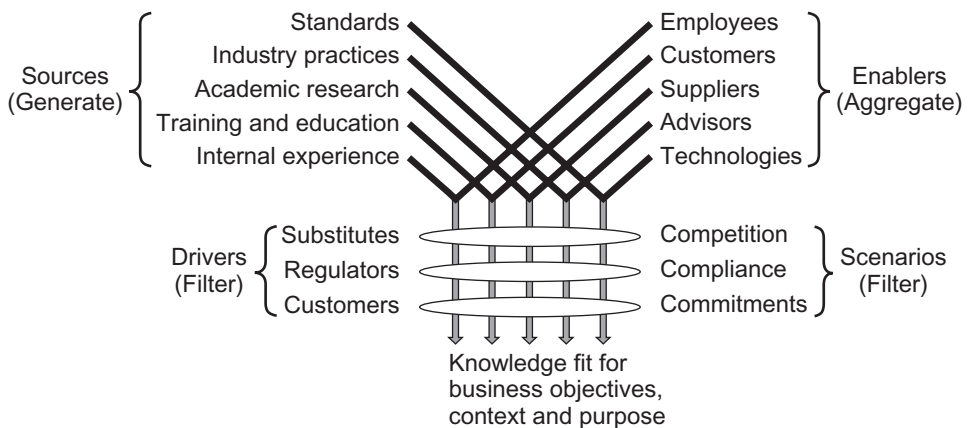 Sources
(Generate)
Standards
Industry practices
Academic research
Training and education
Internal experience
Employees
Customers
Suppliers
Advisors
Technologies
Enablers
(Aggregate)
Drivers
(Filter)
Substitutes
Regulators
Customers
Competition
Compliance
Commitments
Scenarios
(Filter)
Knowledge fit for
business objectives,
context and purpose